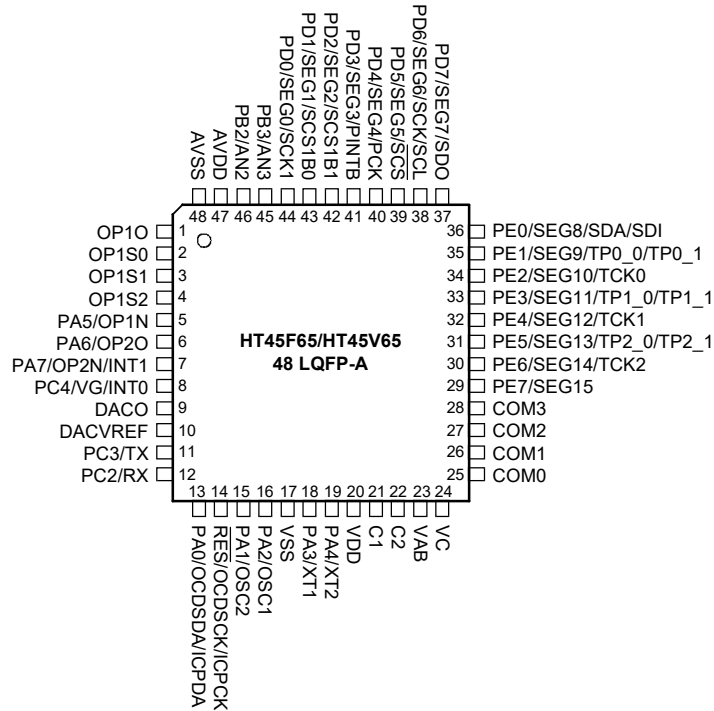 AVSS
AVDD
PB2/AN2
PB3/AN3
PD0/SEG0/SCK1
PD1/SEG1/SCS1B0
PD2/SEG2/SCS1B1
PD3/SEG3/PINTB
PD4/SEG4/PCK
PD5/SEG5/SCS
PD6/SEG6/SCK/SCL
PD7/SEG7/SDO
48 47 46 45 44 43 42 41 40 39 38 37
OP1O 1
OP1S0 2
OP1S1 3
OP1S2 4
PA5/OP1N 5
PA6/OP2O 6
PA7/OP2N/INT1 7
PC4/VG/INT0 8
DACO 9
DACVREF 10
PC3/TX 11
PC2/RX 12
HT45F65/HT45V65
48 LQFP-A
36 PE0/SEG8/SDA/SDI
35 PE1/SEG9/TP0_0/TP0_1
34 PE2/SEG10/TCK0
33 PE3/SEG11/TP1_0/TP1_1
32 PE4/SEG12/TCK1
31 PE5/SEG13/TP2_0/TP2_1
30 PE6/SEG14/TCK2
29 PE7/SEG15
28 COM3
27 COM2
26 COM1
25 COM0
13 14 15 16 17 18 19 20 21 22 23 24
PA0/OCDSDA/ICPDA
RES/OCDSCK/ICPCK
PA1/OSC2
PA2/OSC1
VSS
PA3/XT1
PA4/XT2
VDD
C1
C2
VAB
VC